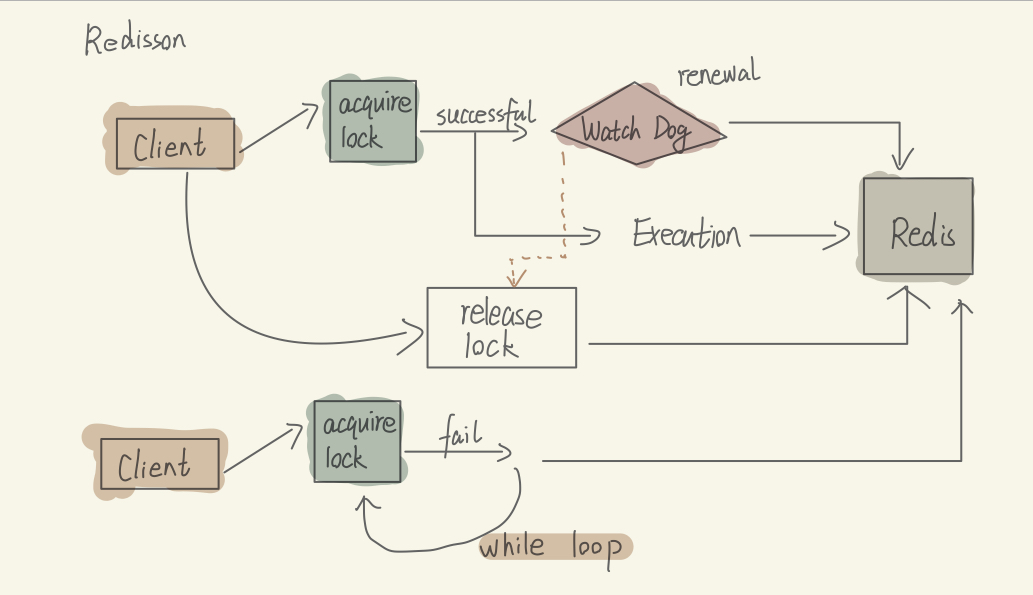 Redisson
renewal
Client
acquire
lock
successful
Watch Dog
Execution
Redis
release
lock
Client
acquire
lock
fail
while loop